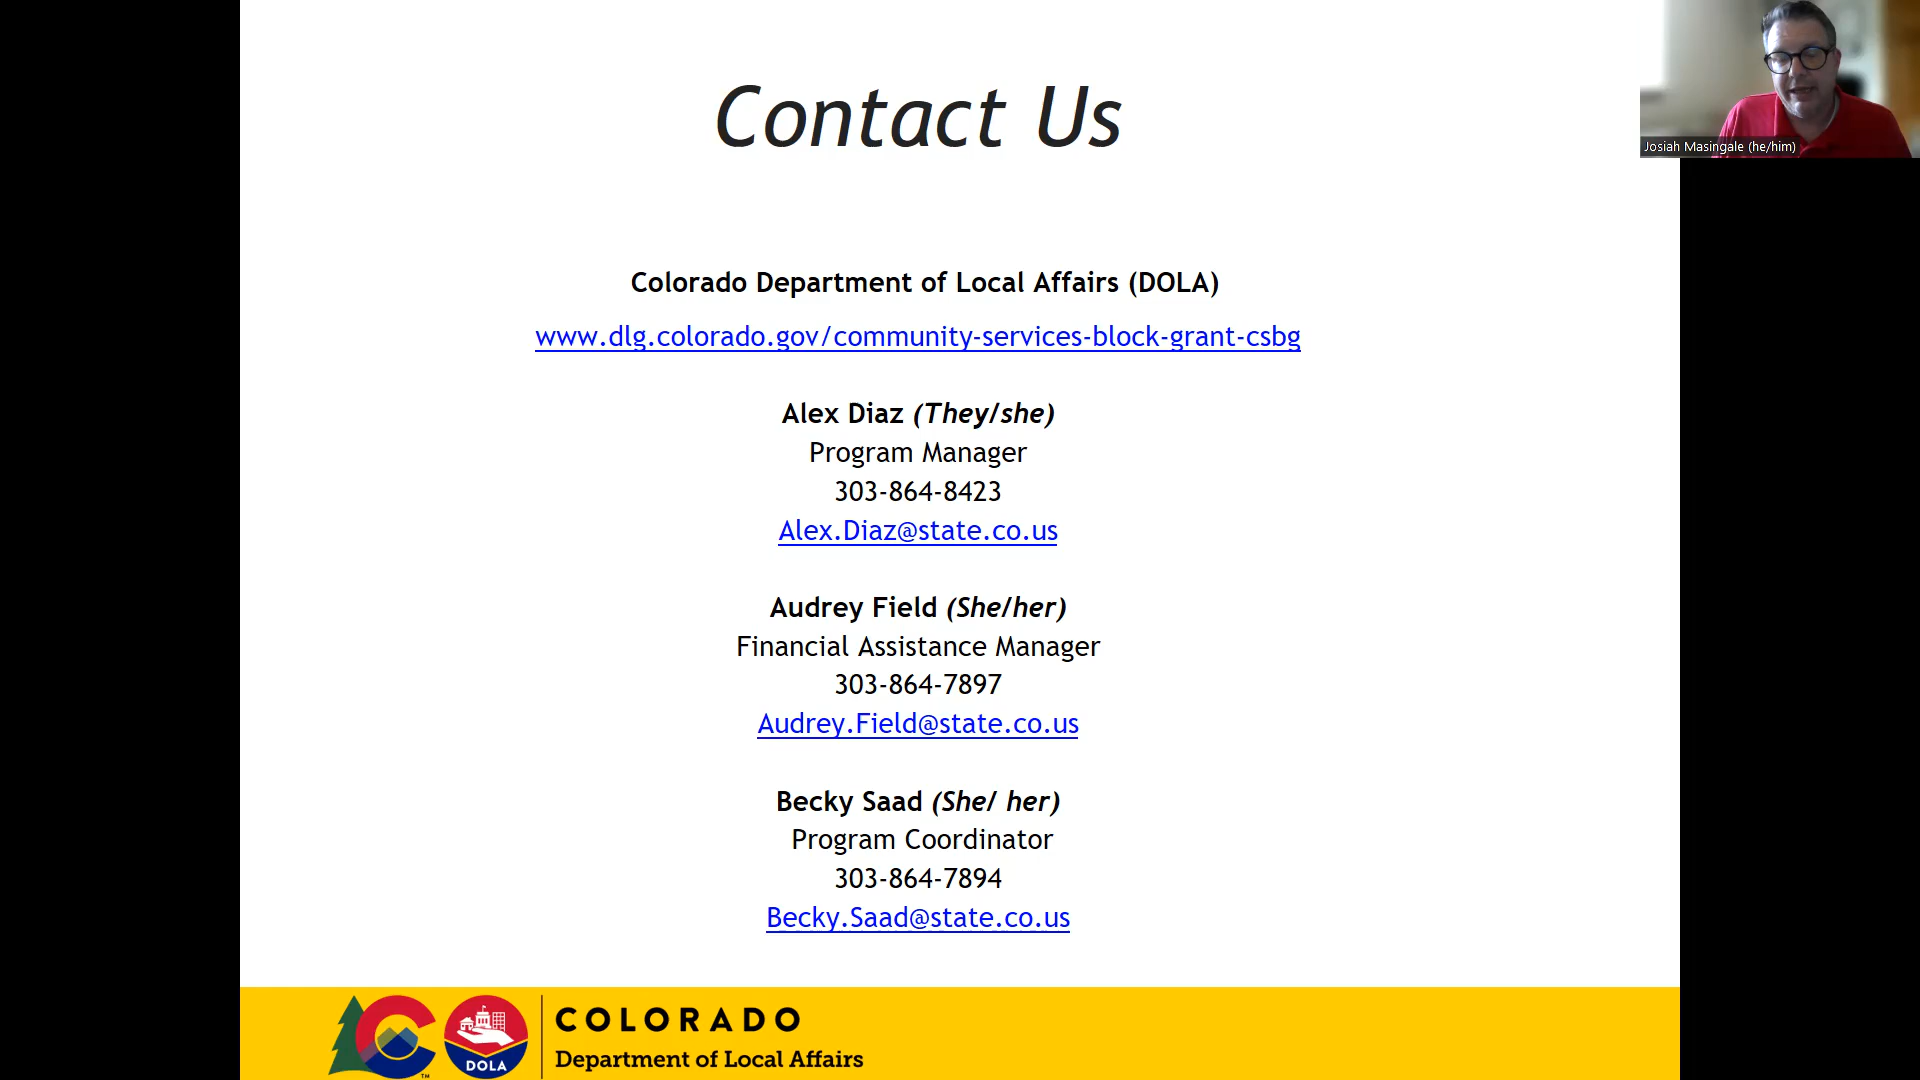 Contact Us
Josiah Masingale (he/him)
Colorado Department of Local Affairs (DOLA)
www.dlg.colorado.gov/community-services-block-grant-csbg
Alex Diaz (They/she)
Program Manager
303-864-8423
Alex.Diaz@state.co.us
Audrey Field (She/her)
Financial Assistance Manager
303-864-7897
Audrey.Field@state.co.us
Becky Saad (She/ her)
Program Coordinator
303-864-7894
Becky.Saad@state.co.us
COLORADO
Department of Local Affairs
DOLA
TM